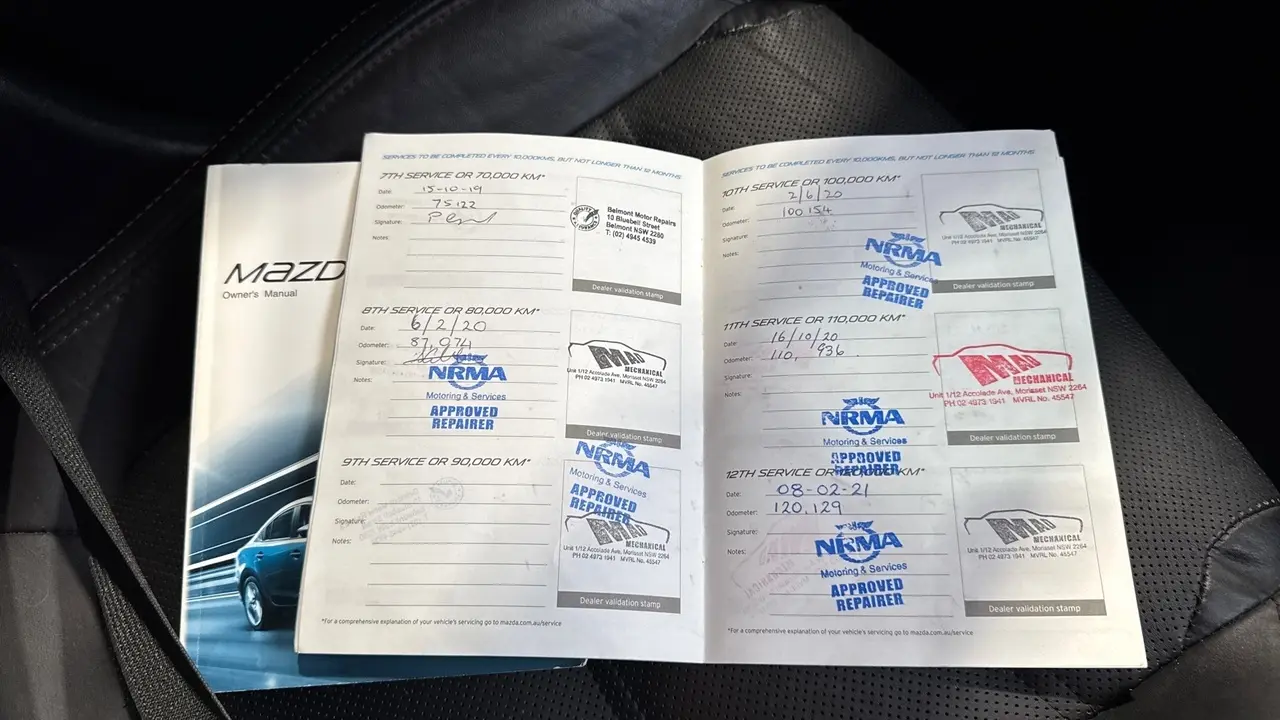 MAZD
Owner's Manual
SERVICES TO BE COMPLETED EVERY 10,000KMS, BUT NOT LONGER THAN 12 MONTHS
7TH SERVICE OR 70,000 KM*
Date: 15-10-19
Odometer: 75122
Signature:
Notes:
QUALITY
Belmont Motor Repairs
10 Bluebell Street
Belmont NSW 2280
T: (02) 4945 4539
Dealer validation stamp
8TH SERVICE OR 80,000 KM*
Date: 6/2/20
Odometer: 87,074
Signature:
Notes:
NRMA
Motoring & Services
APPROVED
REPAIRER
MAD
MECHANICAL
Unit 1/12 Accolade Ave, Morisset NSW 2264
PH 02 4973 1941 MVRL No. 45547
Dealer validation stamp
9TH SERVICE OR 90,000 KM*
Date:
Odometer:
Signature:
Notes:
NRMA
Motoring & Services
APPROVED
REPAIRER
MAD
MECHANICAL
Unit 1/12 Accolade Ave, Morisset NSW 2264
PH 02 4973 1941 MVRL No. 45547
Dealer validation stamp
*For a comprehensive explanation of your vehicle's servicing go to mazda.com.au/service
SERVICES TO BE COMPLETED EVERY 10,000KMS, BUT NOT LONGER THAN 12 MONTHS
10TH SERVICE OR 100,000 KM*
Date: 2/6/20
Odometer: 100 154
Signature:
Notes:
NRMA
Motoring & Services
APPROVED
REPAIRER
MAD
MECHANICAL
Unit 1/12 Accolade Ave, Morisset NSW 2264
PH 02 4973 1941 MVRL No. 45547
Dealer validation stamp
11TH SERVICE OR 110,000 KM*
Date: 16/10/20
Odometer: 110, 936
Signature:
Notes:
NRMA
Motoring & Services
APPROVED
REPAIRER
MAD
MECHANICAL
Unit 1/12 Accolade Ave, Morisset NSW 2264
PH 02 4973 1941 MVRL No. 45547
Dealer validation stamp
12TH SERVICE OR 120,000 KM*
Date: 08-02-21
Odometer: 120,129
Signature:
Notes:
NRMA
Motoring & Services
APPROVED
REPAIRER
MAD
MECHANICAL
Unit 1/12 Accolade Ave, Morisset NSW 2264
PH 02 4973 1941 MVRL No. 45547
Dealer validation stamp
*For a comprehensive explanation of your vehicle's servicing go to mazda.com.au/service